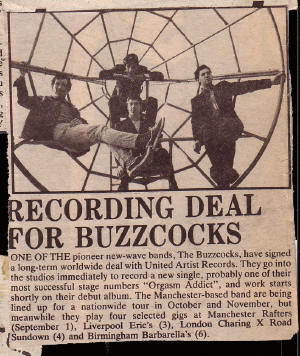 RECORDING DEAL
FOR BUZZCOCKS
ONE OF THE pioneer new-wave bands, The Buzzcocks, have signed
a long-term worldwide deal with United Artist Records. They go into
the studios immediately to record a new single, probably one of their
most successful stage numbers "Orgasm Addict", and work starts
shortly on their debut album. The Manchester-based band are being
lined up for a nationwide tour in October and November, but
meanwhile they play four selected gigs at Manchester Rafters
(September 1), Liverpool Eric's (3), London Charing X Road
Sundown (4) and Birmingham Barbarella's (6).